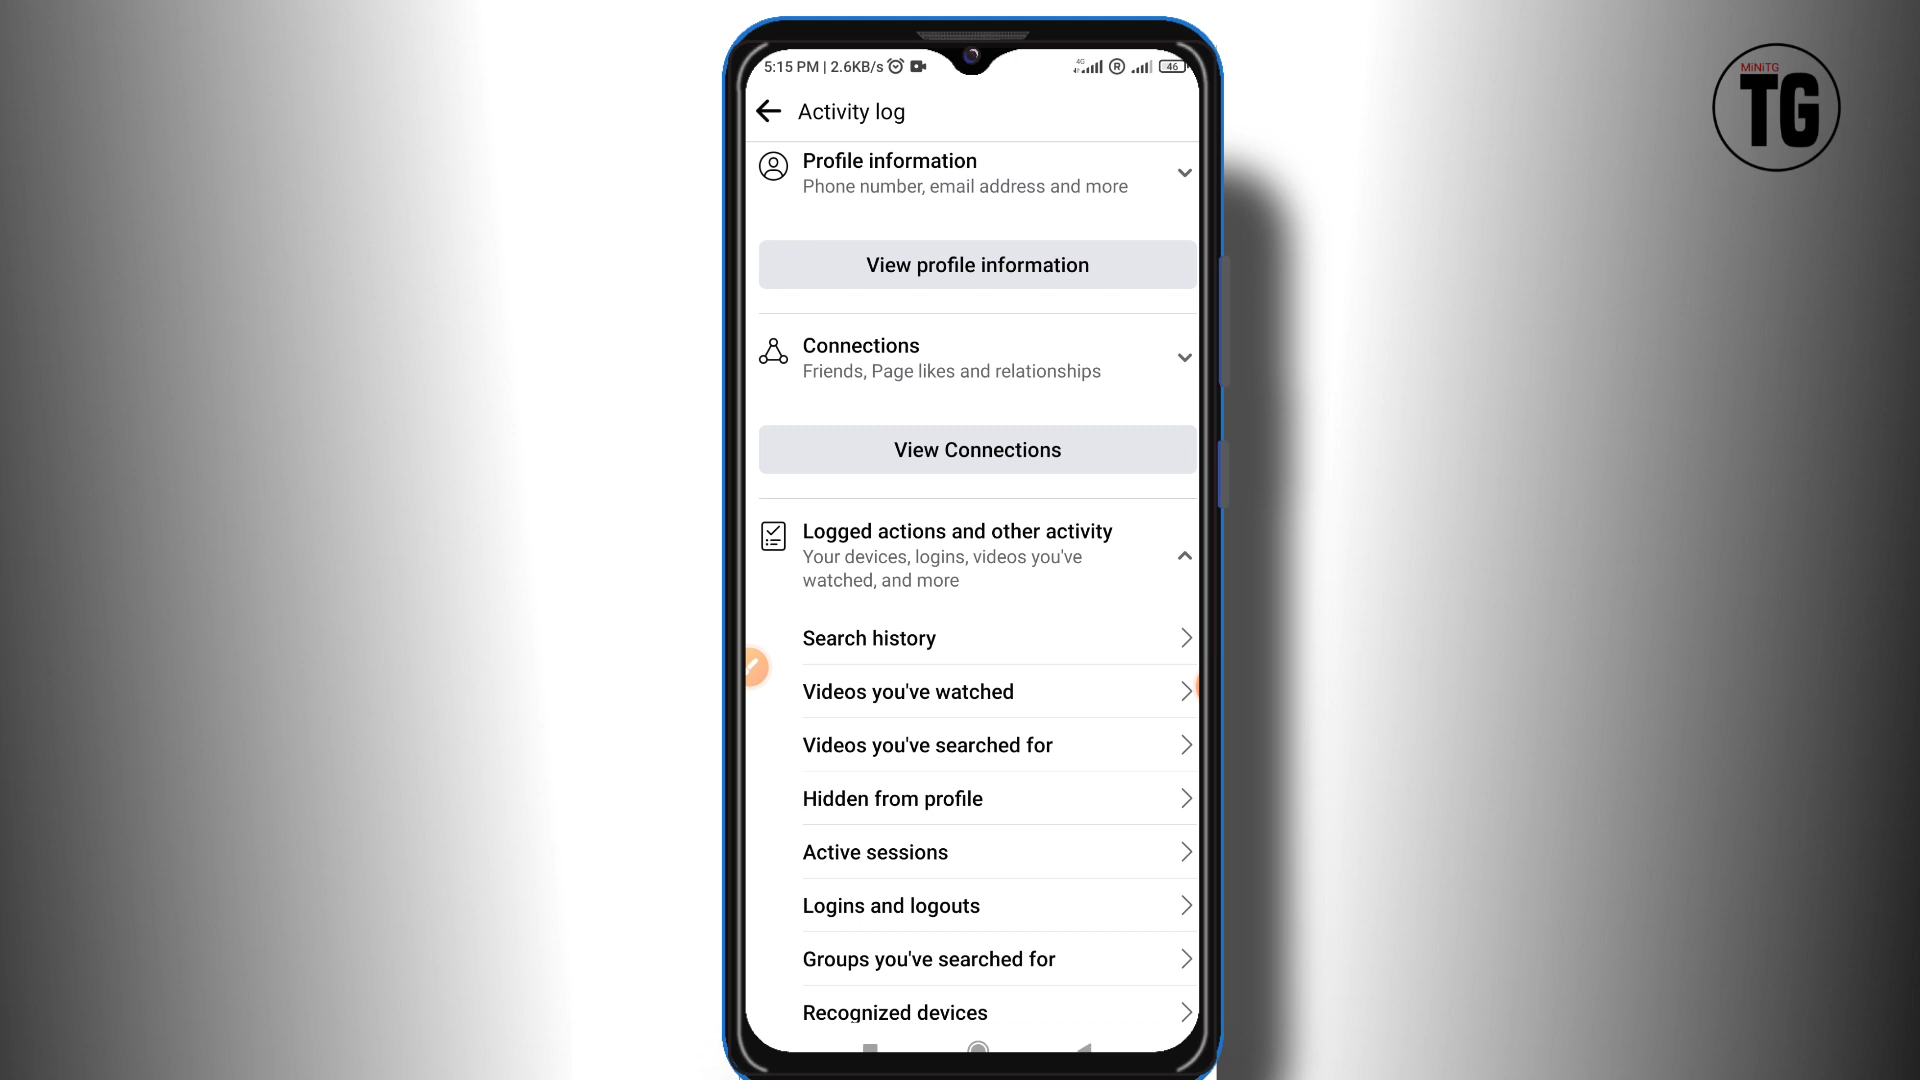 MiNiTG
TG
5:15 PM | 2.6KB/s
4G
R
46
Activity log
Profile information
Phone number, email address and more
View profile information
Connections
Friends, Page likes and relationships
View Connections
Logged actions and other activity
Your devices, logins, videos you've
watched, and more
Search history
Videos you've watched
Videos you've searched for
Hidden from profile
Active sessions
Logins and logouts
Groups you've searched for
Recognized devices